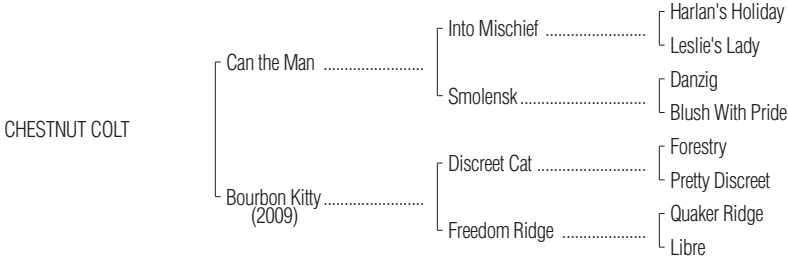 Harlan's Holiday
Into Mischief ........................
Leslie's Lady
Can the Man ........................
Danzig
Smolensk..............................
Blush With Pride
CHESTNUT COLT
Forestry
Discreet Cat ..........................
Pretty Discreet
Bourbon Kitty ........................
(2009)
Quaker Ridge
Freedom Ridge ....................
Libre